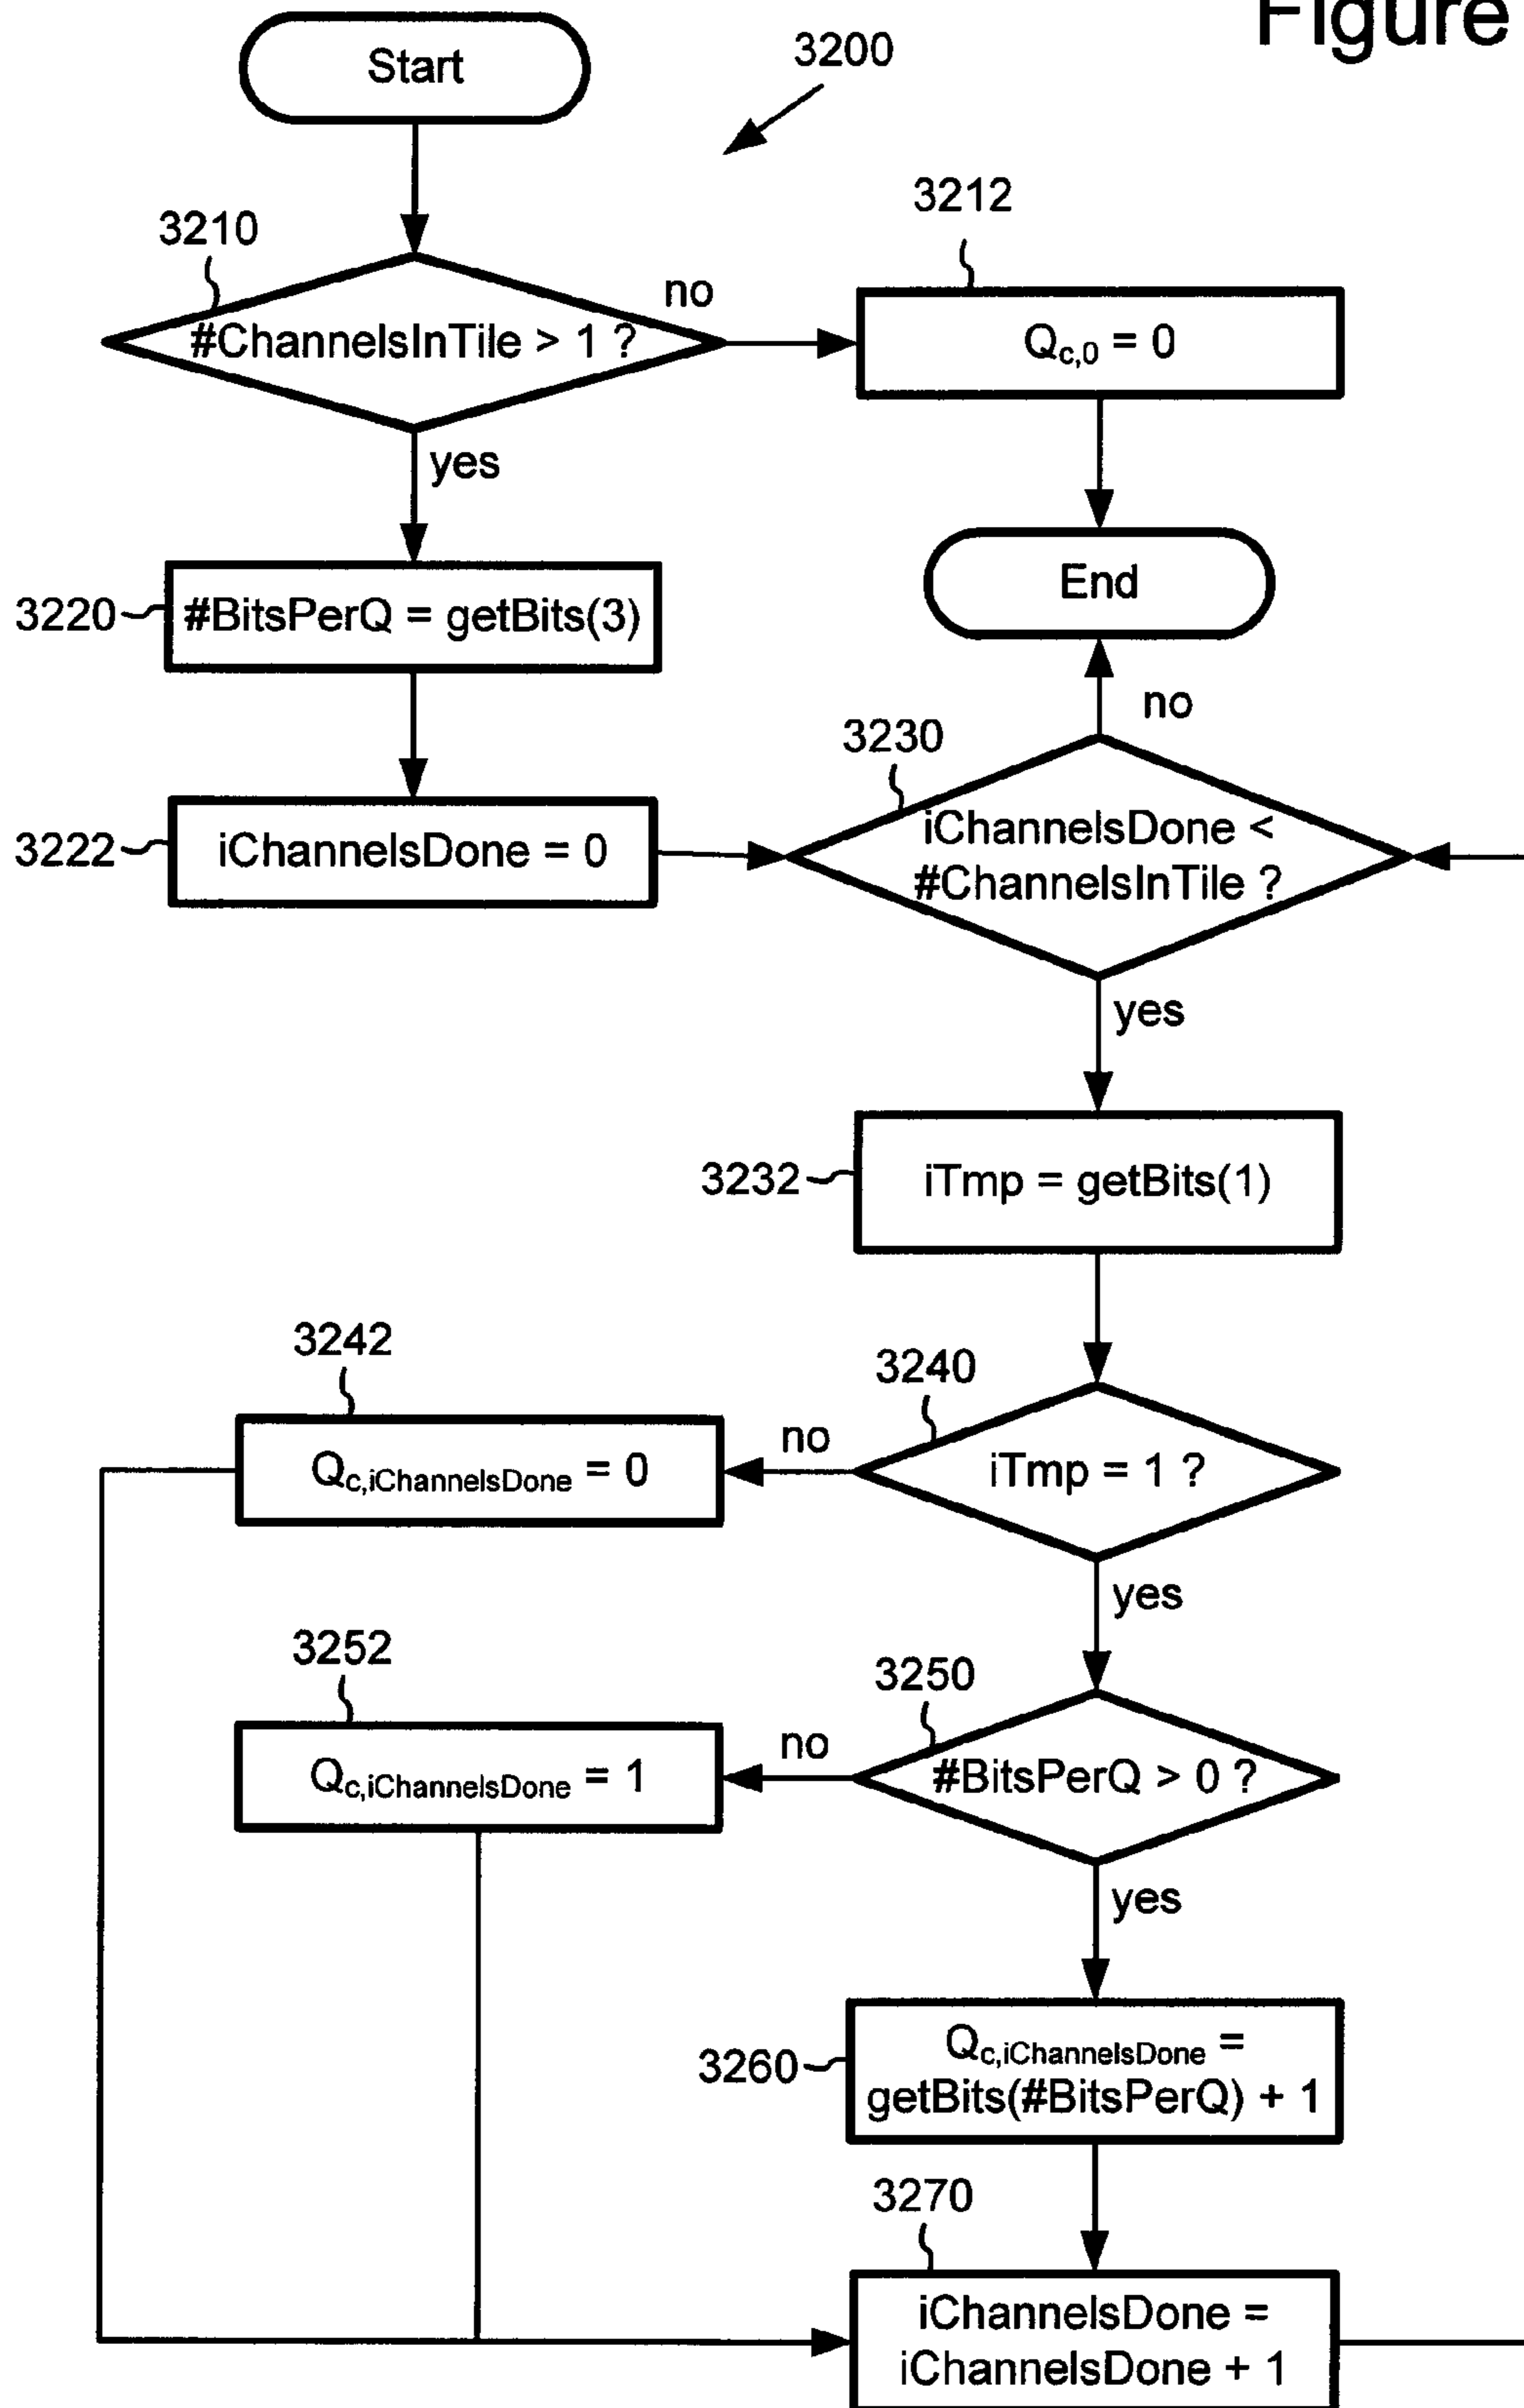 Figure
Start
3200
3212
3210
no
#ChannelsInTile > 1 ?
Qc,0 = 0
yes
3220
#BitsPerQ = getBits(3)
End
no
3230
3222
iChannelsDone = 0
iChannelsDone <
#ChannelsInTile ?
yes
3232
iTmp = getBits(1)
3242
3240
no
Qc,iChannelsDone = 0
iTmp = 1 ?
yes
3252
3250
no
Qc,iChannelsDone = 1
#BitsPerQ > 0 ?
yes
3260
Qc,iChannelsDone =
getBits(#BitsPerQ) + 1
3270
iChannelsDone =
iChannelsDone + 1